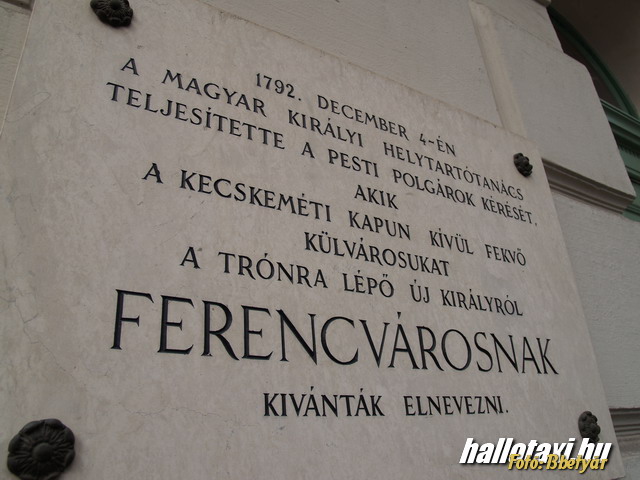 1792. DECEMBER 4-ÉN
A MAGYAR KIRÁLYI HELYTARTÓTANÁCS
TELJESÍTETTE A PESTI POLGÁROK KÉRÉSÉT.
AKIK
A KECSKEMÉTI KAPUN KÍVÜL FEKVŐ
KÜLVÁROSUKAT
A TRÓNRA LÉPŐ ÚJ KIRÁLYRÓL
FERENCVÁROSNAK
KIVÁNTÁK ELNEVEZNI.
hallotaxi.hu
Fotó: Bbetyár